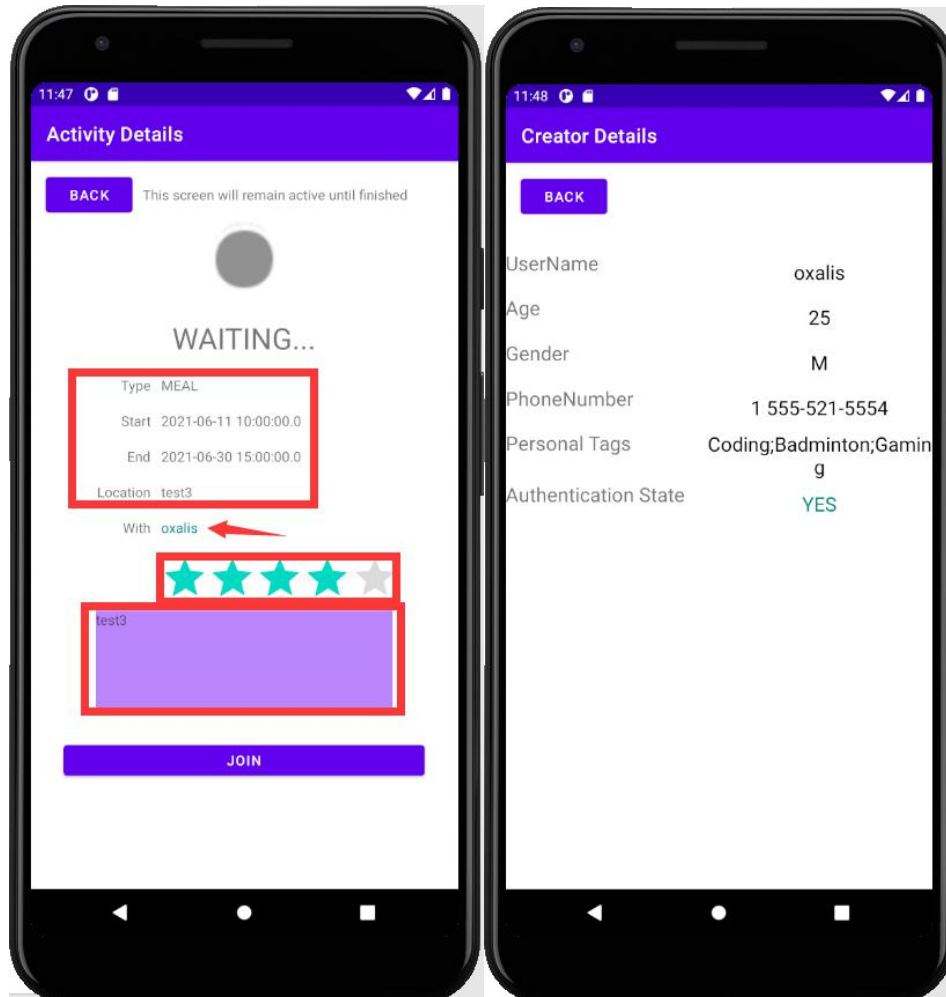 11:47
Activity Details
BACK This screen will remain active until finished
WAITING...
Type MEAL
Start 2021-06-11 10:00:00.0
End 2021-06-30 15:00:00.0
Location test3
With oxalis
test3
JOIN
11:48
Creator Details
BACK
UserName oxalis
Age 25
Gender M
PhoneNumber 1 555-521-5554
Personal Tags Coding;Badminton;Gamin
g
Authentication State YES